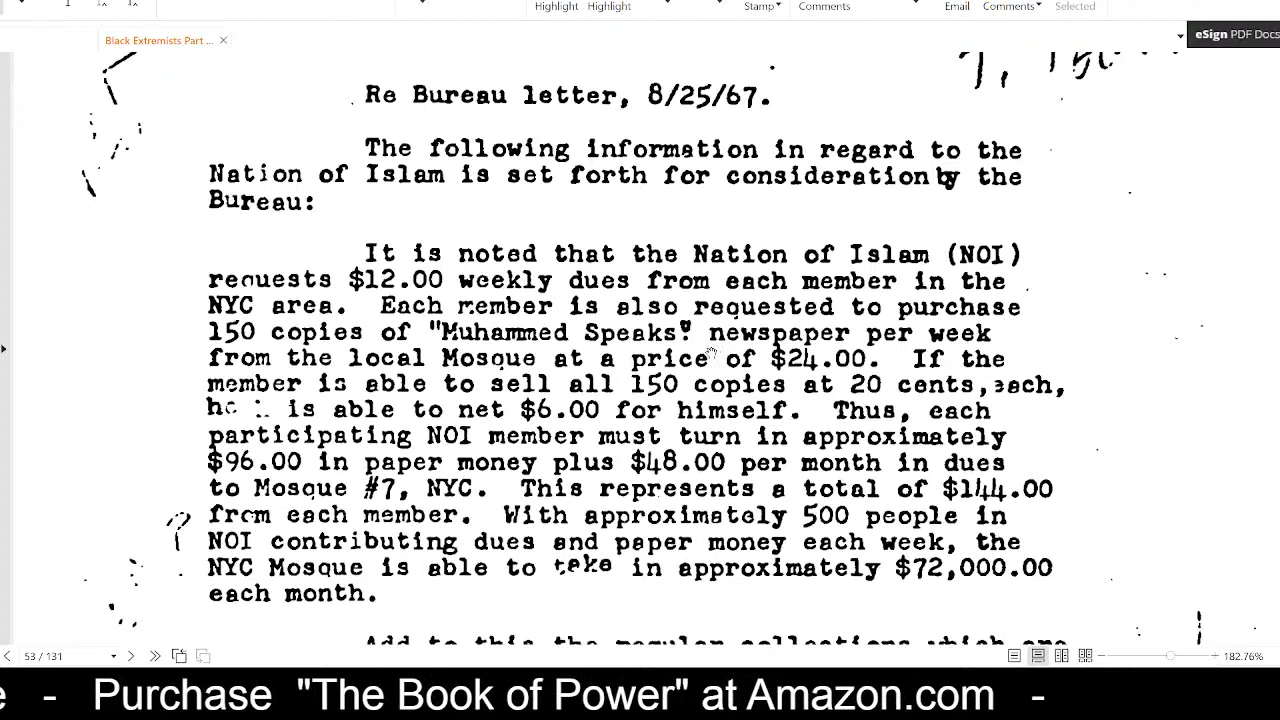 Highlight Highlight Stamp Comments Email Comments Selected
Black Extremists Part ...
eSign PDF Docs
Re Bureau letter, 8/25/67.
The following information in regard to the
Nation of Islam is set forth for consideration by the
Bureau:
It is noted that the Nation of Islam (NOI)
requests $12.00 weekly dues from each member in the
NYC area. Each member is also requested to purchase
150 copies of "Muhammed Speaks" newspaper per week
from the local Mosque at a price of $24.00. If the
member is able to sell all 150 copies at 20 cents, each,
he is able to net $6.00 for himself. Thus, each
participating NOI member must turn in approximately
$96.00 in paper money plus $48.00 per month in dues
to Mosque #7, NYC. This represents a total of $144.00
from each member. With approximately 500 people in
NOI contributing dues and paper money each week, the
NYC Mosque is able to take in approximately $72,000.00
each month.
Add to this the regular collections which are
53 / 131
182.76%
- Purchase "The Book of Power" at Amazon.com -